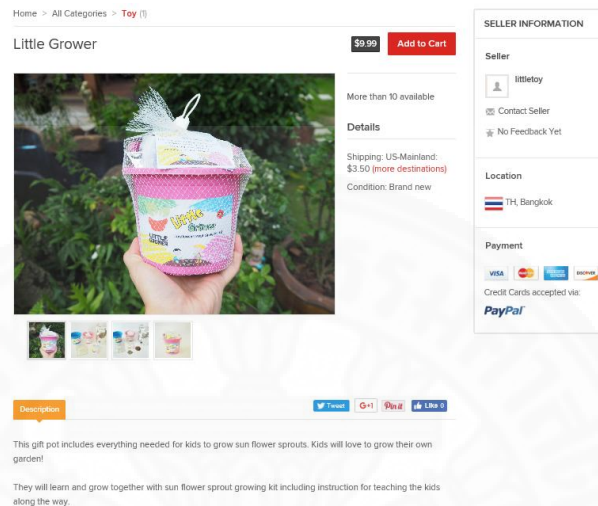 Home > All Categories > Toy (1)
Little Grower
$9.99
Add to Cart
More than 10 available
Details
Shipping: US-Mainland:
$3.50 (more destinations)
Condition: Brand new
Little
Grower
SELLER INFORMATION
Seller
littletoy
Contact Seller
No Feedback Yet
Location
TH, Bangkok
Payment
VISA
DISCOVER
Credit Cards accepted via:
PayPal
Description
Tweet
G+1
Pin it
Like 0
This gift pot includes everything needed for kids to grow sun flower sprouts. Kids will love to grow their own
garden!
They will learn and grow together with sun flower sprout growing kit including instruction for teaching the kids
along the way.